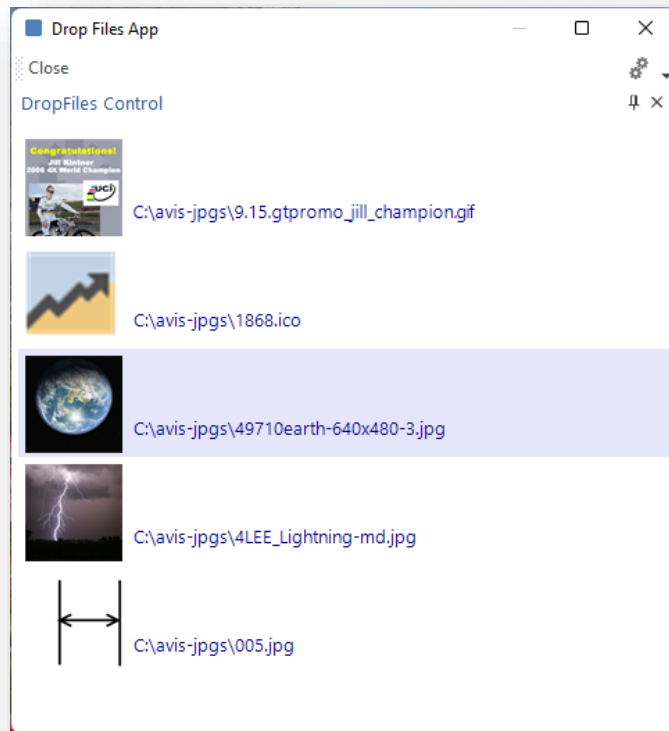 Drop Files App
Close
DropFiles Control
Congratulations!
Jill Kintner
2006 4X World Champion
uci
C:\avis-jpgs\9.15.gtpromo_jill_champion.gif
C:\avis-jpgs\1868.ico
C:\avis-jpgs\49710earth-640x480-3.jpg
C:\avis-jpgs\4LEE_Lightning-md.jpg
C:\avis-jpgs\005.jpg